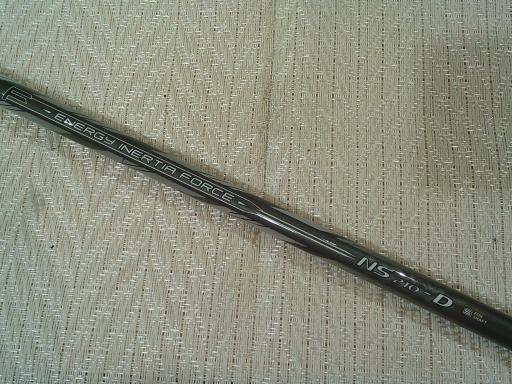 ENERGY INERTIA FORCE
NS 210-D